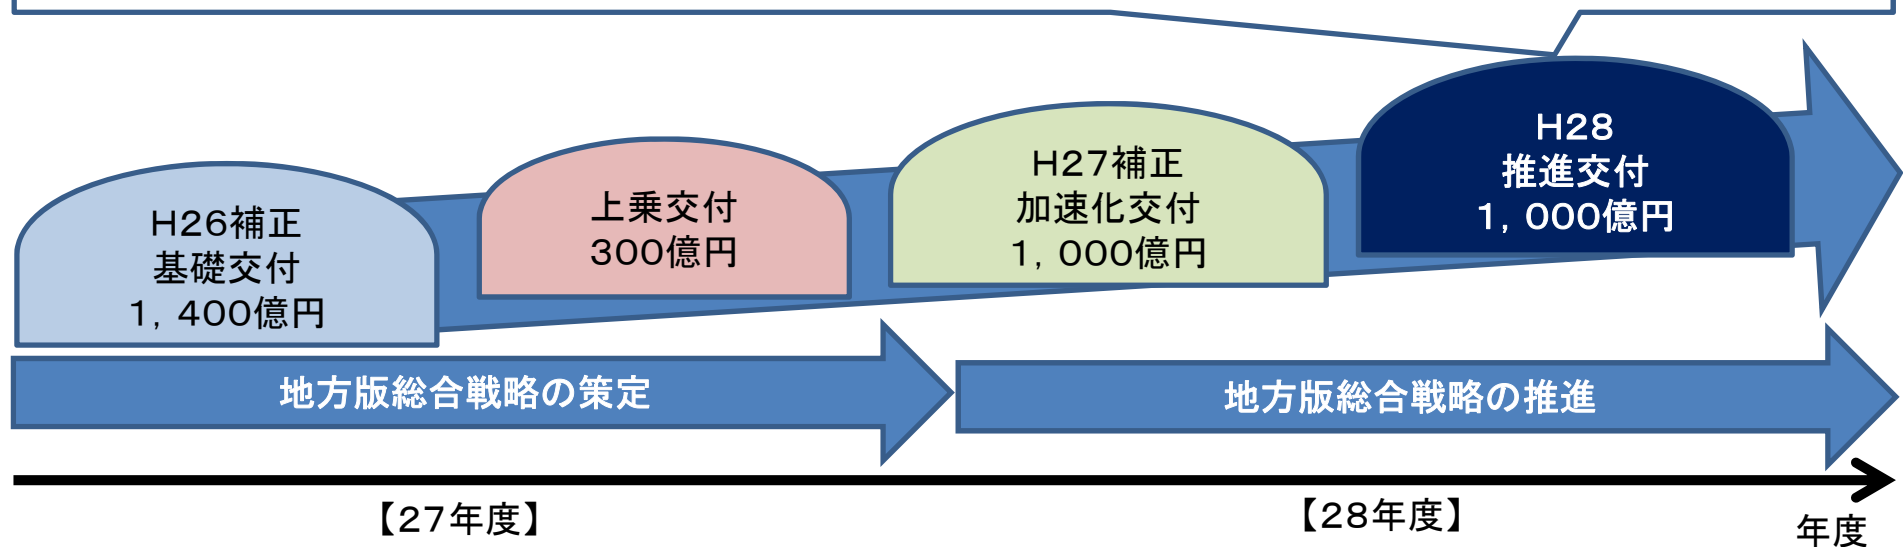 H26補正
基礎交付
1，400億円
上乗交付
300億円
H27補正
加速化交付
1，000億円
H28
推進交付
1，000億円
地方版総合戦略の策定
地方版総合戦略の推進
【27年度】
【28年度】
年度